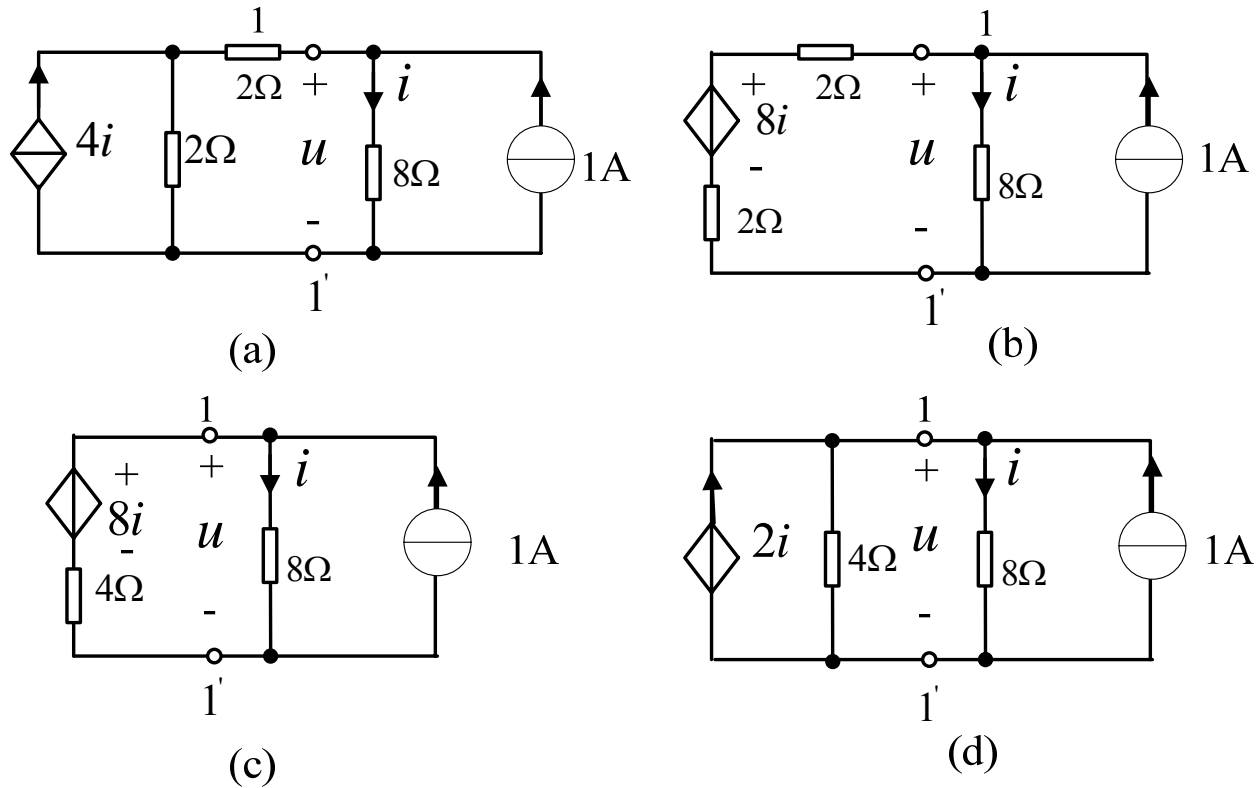 1
2Ω + i
4i 2Ω u 8Ω 1A
-
1'
(a)
1
+ 2Ω + i
8i u 8Ω 1A
-
2Ω -
1'
(b)
1
+ + i
8i u 8Ω 1A
-
4Ω -
1'
(c)
1
+ i
2i 4Ω u 8Ω 1A
-
1'
(d)